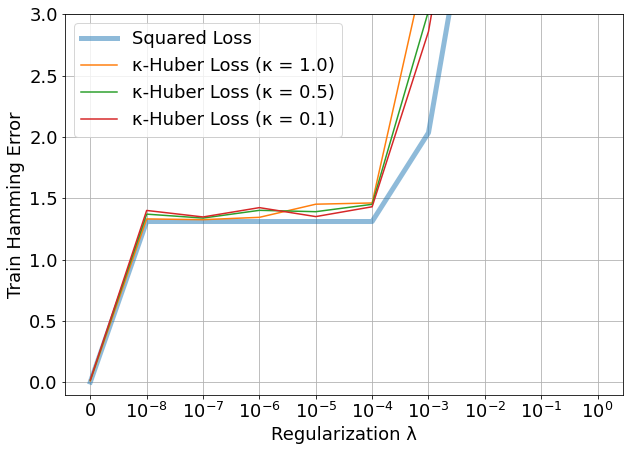 3.0
2.5
2.0
1.5
1.0
0.5
0.0
Train Hamming Error
Squared Loss
κ-Huber Loss (κ = 1.0)
κ-Huber Loss (κ = 0.5)
κ-Huber Loss (κ = 0.1)
0 10⁻⁸ 10⁻⁷ 10⁻⁶ 10⁻⁵ 10⁻⁴ 10⁻³ 10⁻² 10⁻¹ 10⁰
Regularization λ